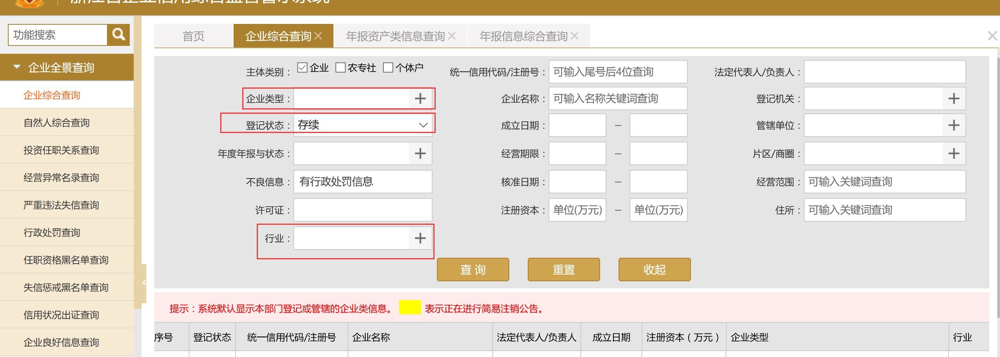 浙江省企业信用综合监管警示系统
功能搜索
企业全景查询
企业综合查询
自然人综合查询
投资任职关系查询
经营异常名录查询
严重违法失信查询
行政处罚查询
任职资格黑名单查询
失信惩戒黑名单查询
信用状况出证查询
企业良好信息查询
首页 企业综合查询 年报资产类信息查询 年报信息综合查询
主体类别： 企业 农专社 个体户 统一信用代码/注册号： 可输入尾号后4位查询 法定代表人/负责人：
企业类型： 企业名称： 可输入名称关键词查询 登记机关：
登记状态： 存续 成立日期： — 管辖单位：
年度年报与状态： 经营期限： — 片区/商圈：
不良信息： 有行政处罚信息 核准日期： — 经营范围： 可输入关键词查询
许可证： 注册资本： 单位(万元) — 单位(万元) 住所： 可输入关键词查询
行业：
查 询 重置 收起
提示：系统默认显示本部门登记或管辖的企业类信息。 表示正在进行简易注销公告。
序号 登记状态 统一信用代码/注册号 企业名称 法定代表人/负责人 成立日期 注册资本（万元） 企业类型 行业